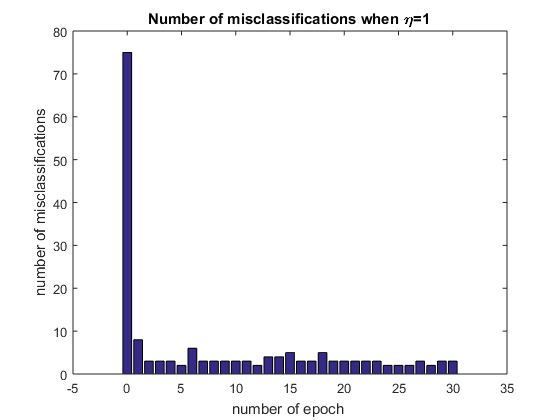 Number of misclassifications when η=1
number of misclassifications
80
70
60
50
40
30
20
10
0
-5 0 5 10 15 20 25 30 35
number of epoch